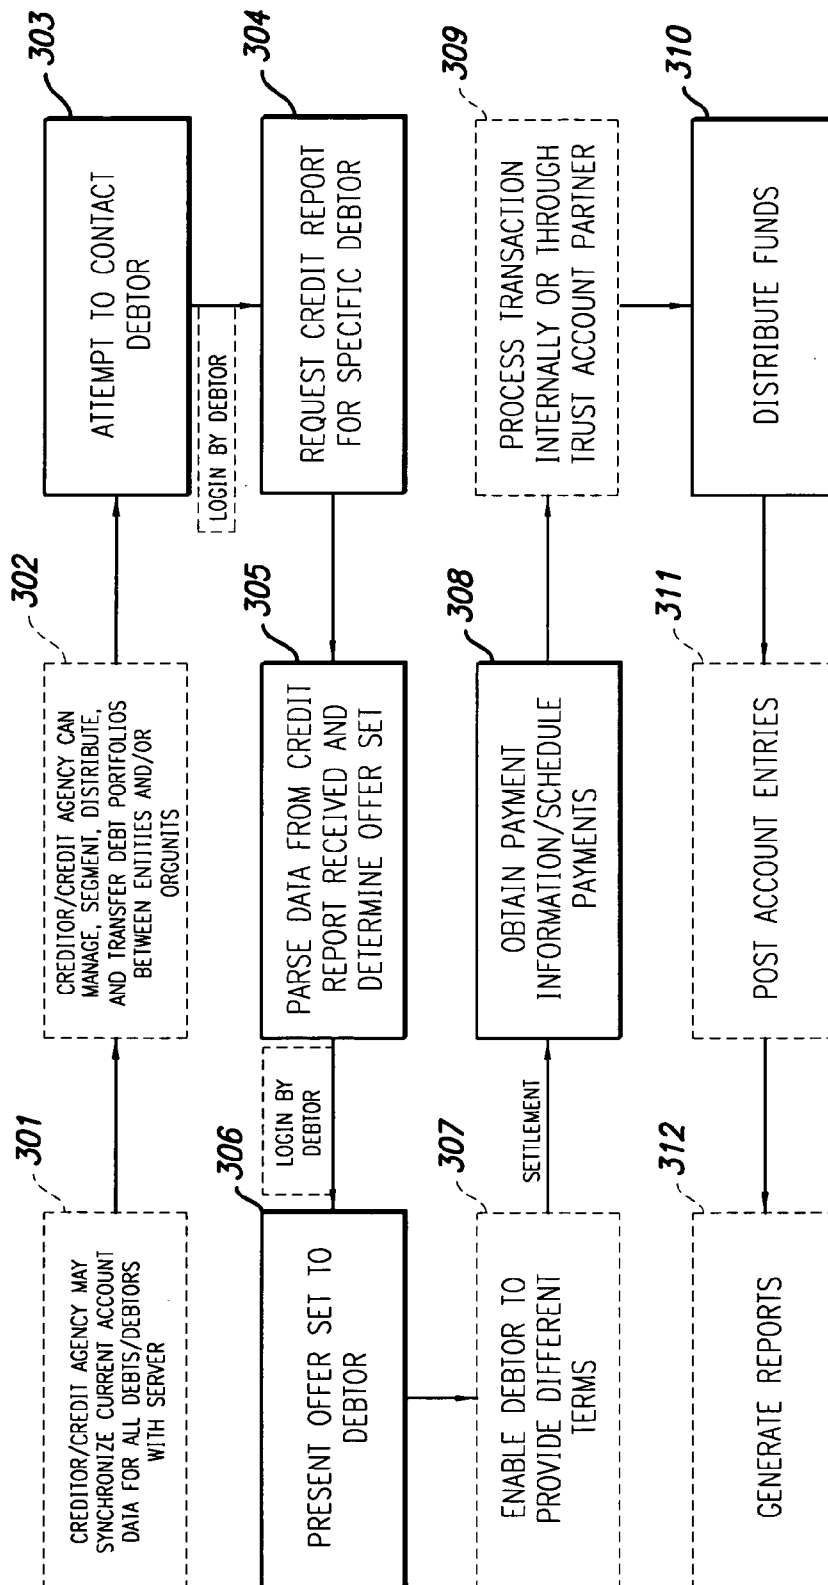 301
CREDITOR/CREDIT AGENCY MAY
SYNCHRONIZE CURRENT ACCOUNT
DATA FOR ALL DEBTS/DEBTORS
WITH SERVER
302
CREDITOR/CREDIT AGENCY CAN
MANAGE, SEGMENT, DISTRIBUTE,
AND TRANSFER DEBT PORTFOLIOS
BETWEEN ENTITIES AND/OR
ORGUNITS
303
ATTEMPT TO CONTACT
DEBTOR
LOGIN BY DEBTOR
304
REQUEST CREDIT REPORT
FOR SPECIFIC DEBTOR
305
PARSE DATA FROM CREDIT
REPORT RECEIVED AND
DETERMINE OFFER SET
LOGIN BY
DEBTOR
306
PRESENT OFFER SET TO
DEBTOR
307
ENABLE DEBTOR TO
PROVIDE DIFFERENT
TERMS
SETTLEMENT
308
OBTAIN PAYMENT
INFORMATION/SCHEDULE
PAYMENTS
309
PROCESS TRANSACTION
INTERNALLY OR THROUGH
TRUST ACCOUNT PARTNER
310
DISTRIBUTE FUNDS
311
POST ACCOUNT ENTRIES
312
GENERATE REPORTS